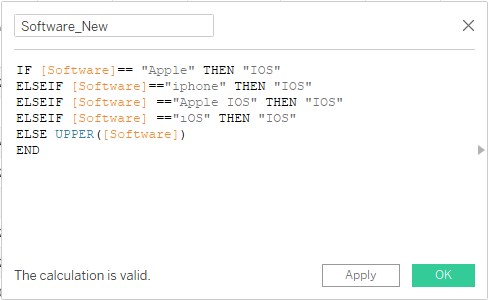 Software_New
IF [Software]== "Apple" THEN "IOS"
ELSEIF [Software]=="iphone" THEN "IOS"
ELSEIF [Software] =="Apple IOS" THEN "IOS"
ELSEIF [Software] =="iOS" THEN "IOS"
ELSE UPPER([Software])
END
The calculation is valid.
Apply
OK